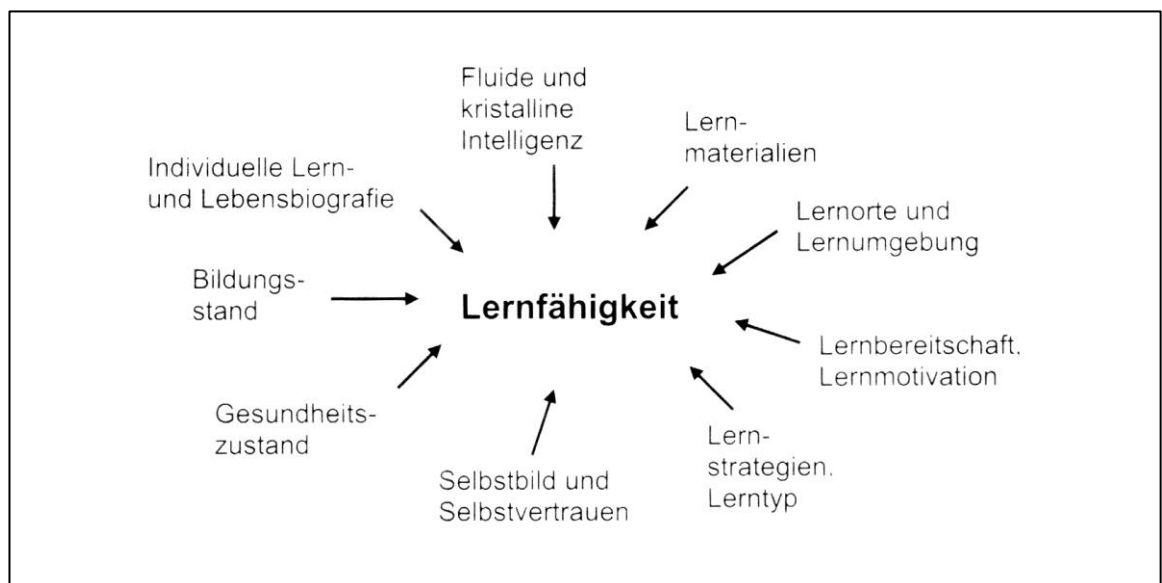 Fluide und
kristalline
Intelligenz
Lern-
materialien
Individuelle Lern-
und Lebensbiografie
Lernorte und
Lernumgebung
Bildungs-
stand
Lernfähigkeit
Lernbereitschaft,
Lernmotivation
Gesundheits-
zustand
Lern-
strategien,
Lerntyp
Selbstbild und
Selbstvertrauen